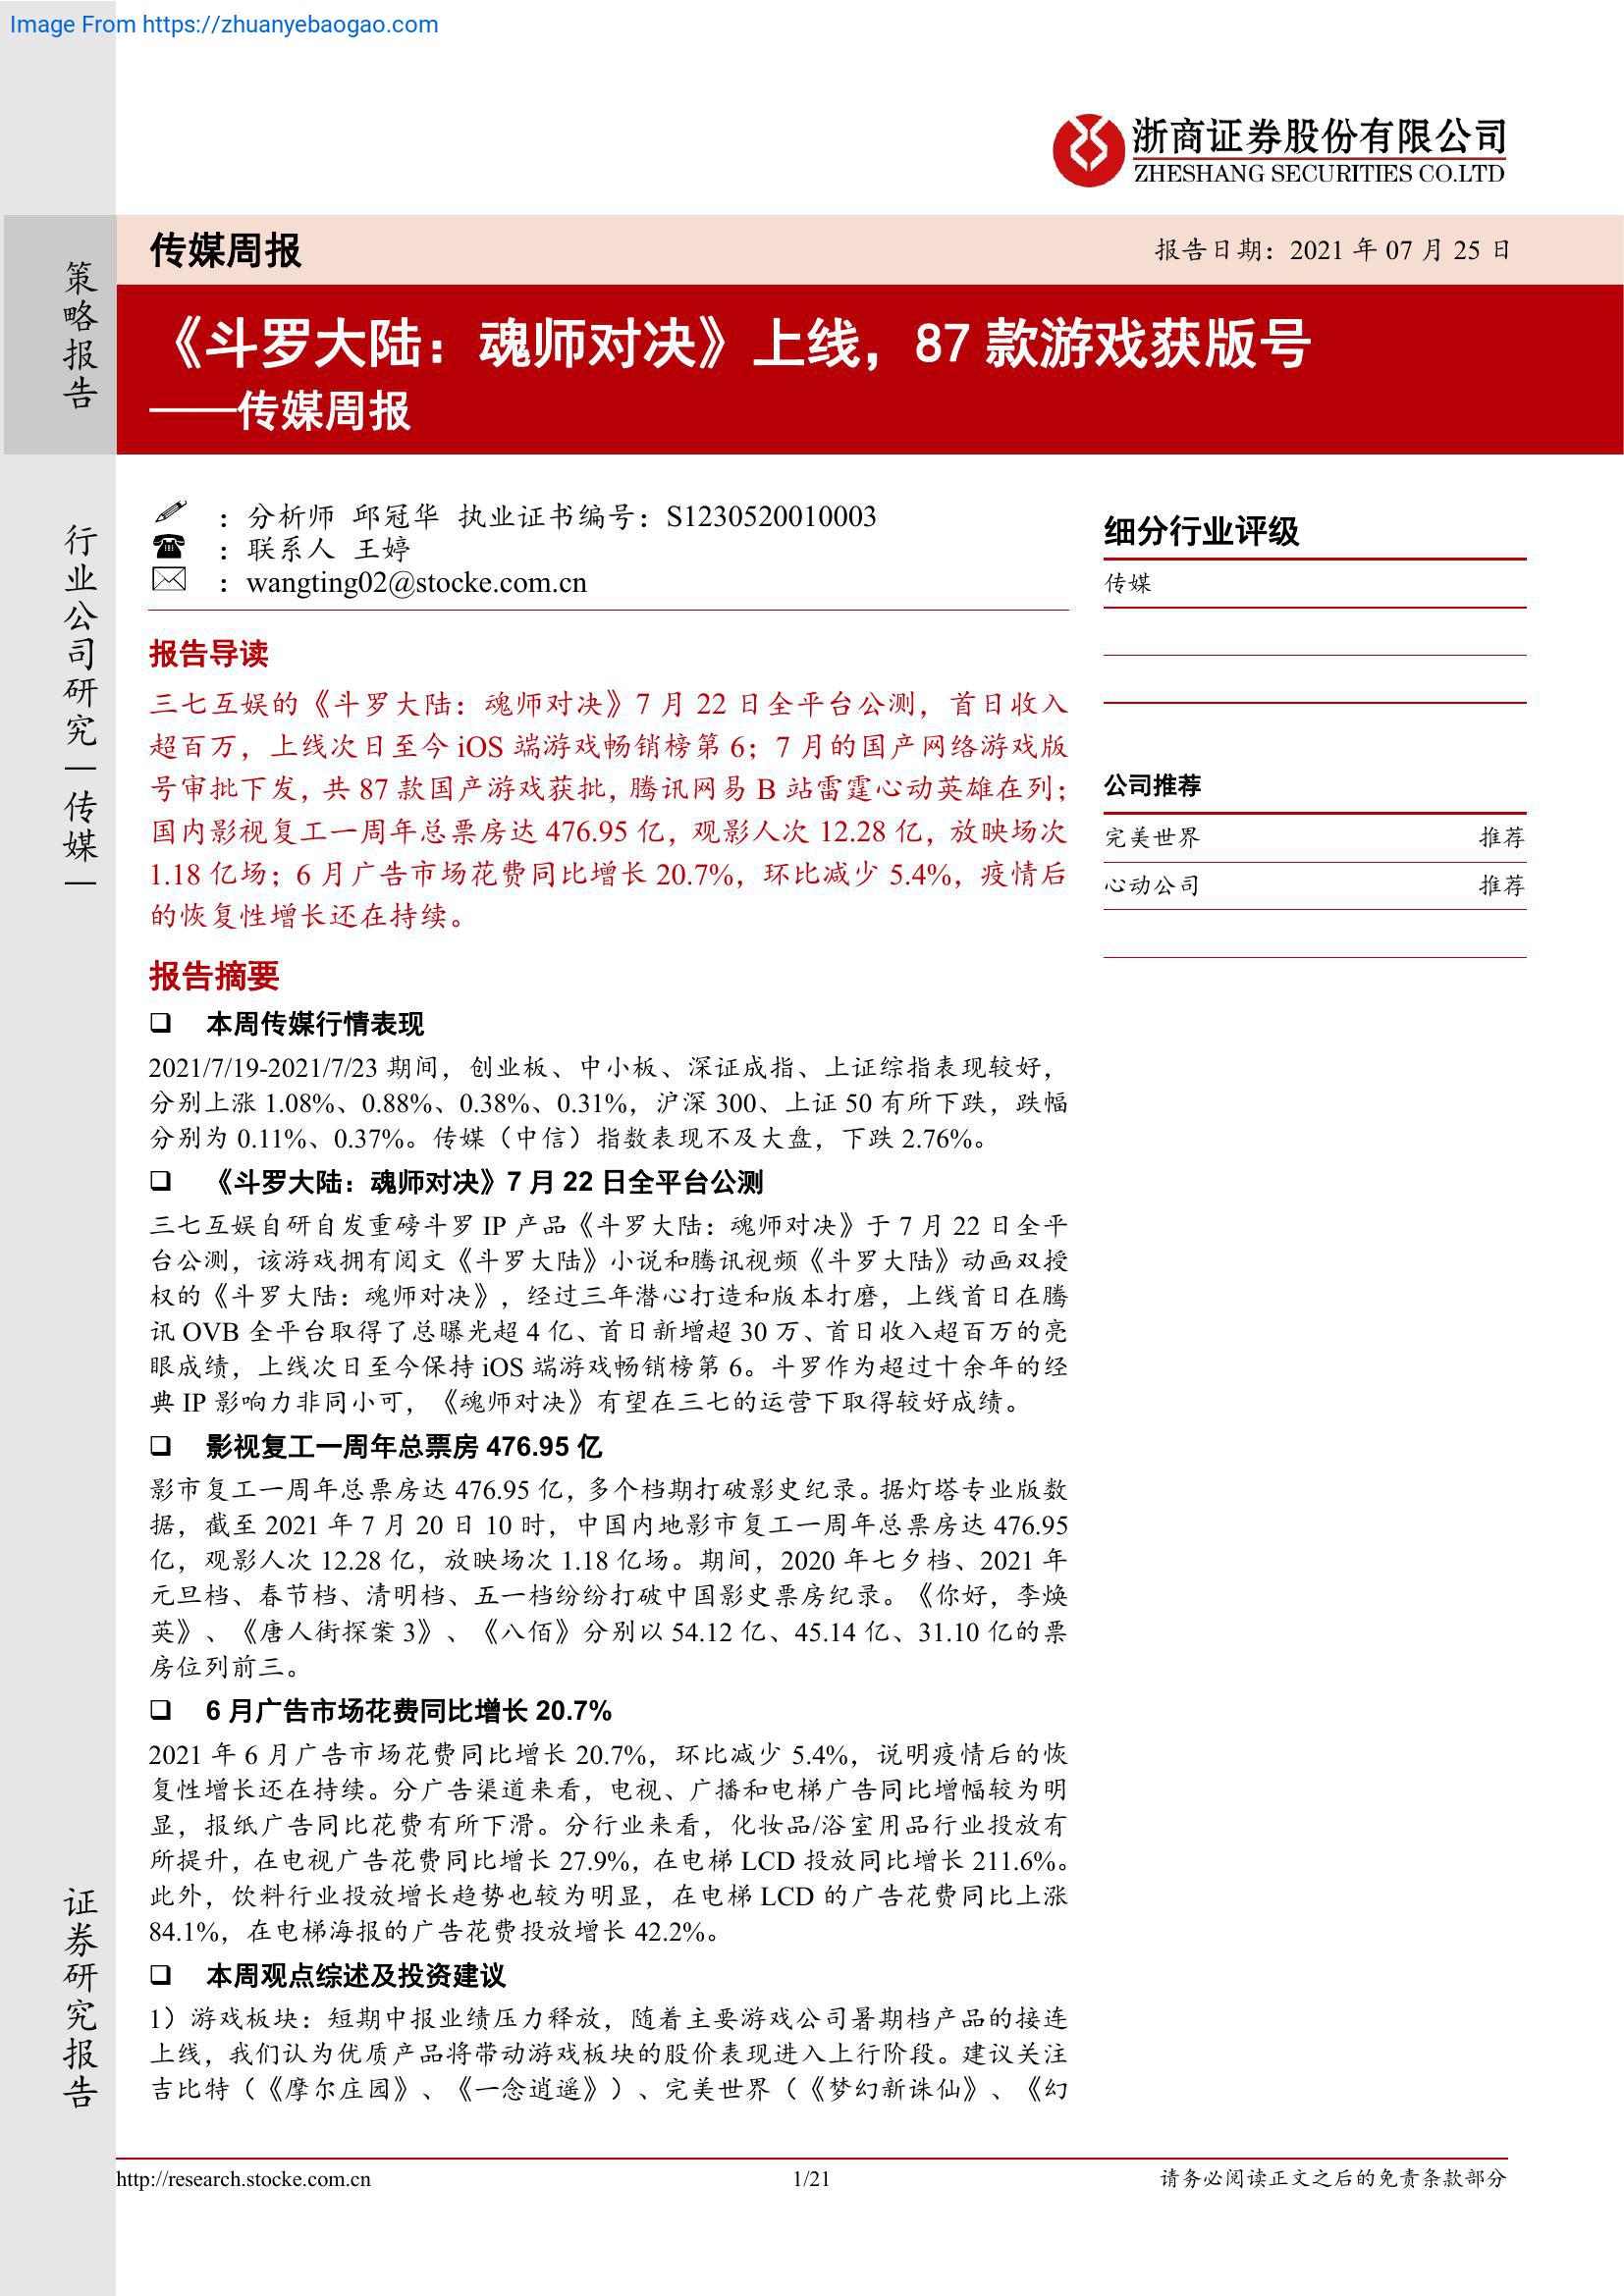 Image From https://zhuanyebaogao.com
浙商证券股份有限公司
ZHESHANG SECURITIES CO.LTD
策略报告
传媒周报
报告日期：2021 年 07 月 25 日
《斗罗大陆：魂师对决》上线，87 款游戏获版号
——传媒周报
行业公司研究—传媒—
：分析师 邱冠华 执业证书编号：S1230520010003
：联系人 王婷
：wangting02@stocke.com.cn
报告导读
三七互娱的《斗罗大陆：魂师对决》7 月 22 日全平台公测，首日收入
超百万，上线次日至今 iOS 端游戏畅销榜第 6；7 月的国产网络游戏版
号审批下发，共 87 款国产游戏获批，腾讯网易 B 站雷霆心动英雄在列；
国内影视复工一周年总票房达 476.95 亿，观影人次 12.28 亿，放映场次
1.18 亿场；6 月广告市场花费同比增长 20.7%，环比减少 5.4%，疫情后
的恢复性增长还在持续。
报告摘要
❑ 本周传媒行情表现
2021/7/19-2021/7/23 期间，创业板、中小板、深证成指、上证综指表现较好，
分别上涨 1.08%、0.88%、0.38%、0.31%，沪深 300、上证 50 有所下跌，跌幅
分别为 0.11%、0.37%。传媒（中信）指数表现不及大盘，下跌 2.76%。
❑ 《斗罗大陆：魂师对决》7 月 22 日全平台公测
三七互娱自研自发重磅斗罗 IP 产品《斗罗大陆：魂师对决》于 7 月 22 日全平
台公测，该游戏拥有阅文《斗罗大陆》小说和腾讯视频《斗罗大陆》动画双授
权的《斗罗大陆：魂师对决》，经过三年潜心打造和版本打磨，上线首日在腾
讯 OVB 全平台取得了总曝光超 4 亿、首日新增超 30 万、首日收入超百万的亮
眼成绩，上线次日至今保持 iOS 端游戏畅销榜第 6。斗罗作为超过十余年的经
典 IP 影响力非同小可，《魂师对决》有望在三七的运营下取得较好成绩。
❑ 影视复工一周年总票房 476.95 亿
影市复工一周年总票房达 476.95 亿，多个档期打破影史纪录。据灯塔专业版数
据，截至 2021 年 7 月 20 日 10 时，中国内地影市复工一周年总票房达 476.95
亿，观影人次 12.28 亿，放映场次 1.18 亿场。期间，2020 年七夕档、2021 年
元旦档、春节档、清明档、五一档纷纷打破中国影史票房纪录。《你好，李焕
英》、《唐人街探案 3》、《八佰》分别以 54.12 亿、45.14 亿、31.10 亿的票
房位列前三。
❑ 6 月广告市场花费同比增长 20.7%
2021 年 6 月广告市场花费同比增长 20.7%，环比减少 5.4%，说明疫情后的恢
复性增长还在持续。分广告渠道来看，电视、广播和电梯广告同比增幅较为明
显，报纸广告同比花费有所下滑。分行业来看，化妆品/浴室用品行业投放有
所提升，在电视广告花费同比增长 27.9%，在电梯 LCD 投放同比增长 211.6%。
此外，饮料行业投放增长趋势也较为明显，在电梯 LCD 的广告花费同比上涨
84.1%，在电梯海报的广告花费投放增长 42.2%。
❑ 本周观点综述及投资建议
1）游戏板块：短期中报业绩压力释放，随着主要游戏公司暑期档产品的接连
上线，我们认为优质产品将带动游戏板块的股价表现进入上行阶段。建议关注
吉比特（《摩尔庄园》、《一念逍遥》）、完美世界（《梦幻新诛仙》、《幻
细分行业评级
传媒
公司推荐
完美世界 推荐
心动公司 推荐
证券研究报告
http://research.stocke.com.cn
1/21
请务必阅读正文之后的免责条款部分